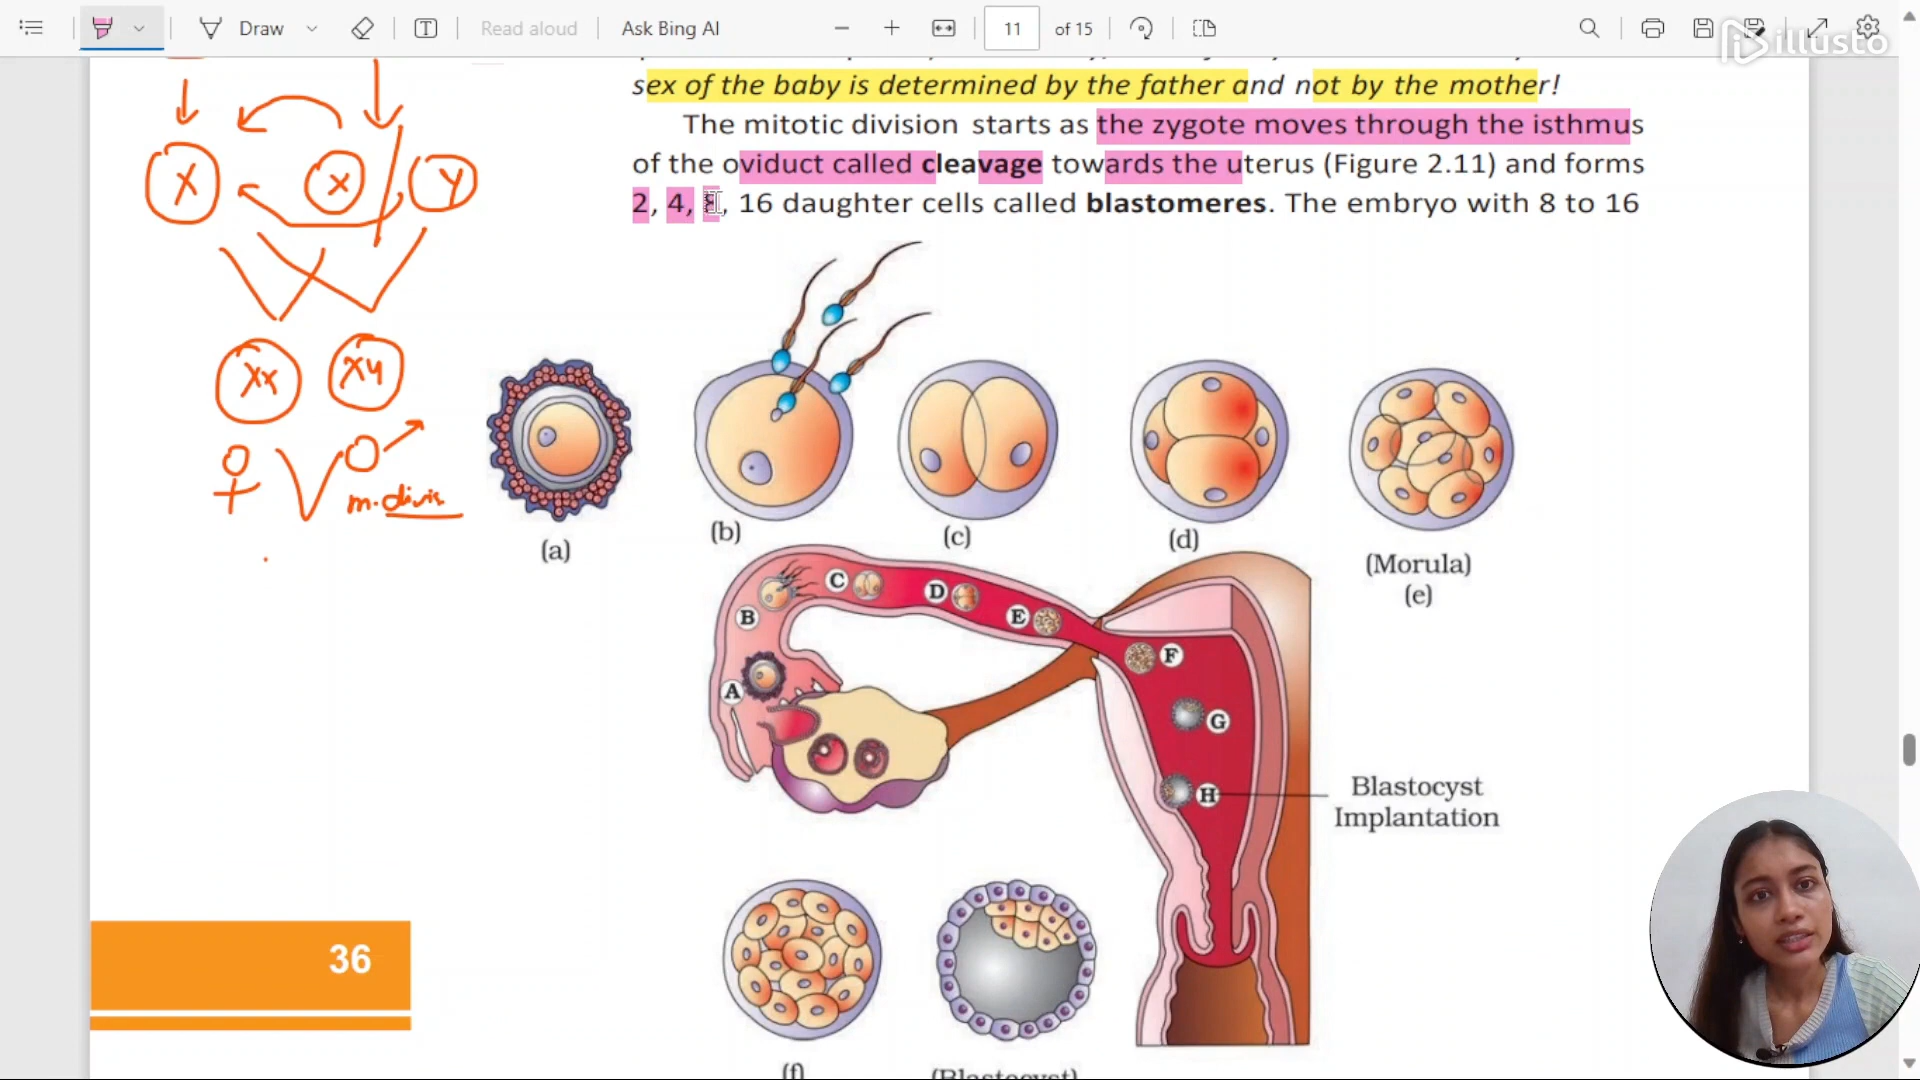 Draw
T
Read aloud
Ask Bing AI
11
of 15
illusto
sex of the baby is determined by the father and not by the mother!
The mitotic division starts as the zygote moves through the isthmus
of the oviduct called cleavage towards the uterus (Figure 2.11) and forms
2, 4, 8, 16 daughter cells called blastomeres. The embryo with 8 to 16
X
X
Y
XX
XY
m. divis
(a)
(b)
(c)
(d)
(Morula)
(e)
A
B
C
D
E
F
G
H
Blastocyst
Implantation
36
(f)
(Blastocyst)